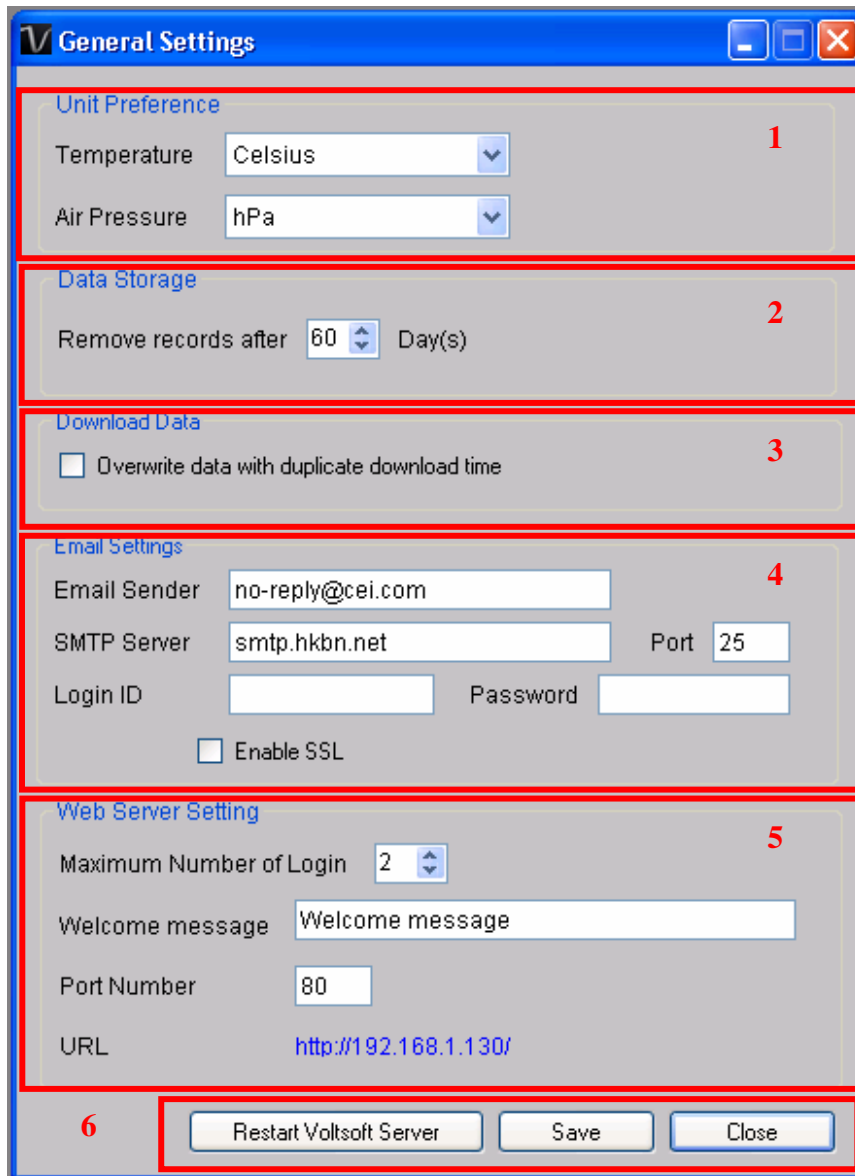 General Settings
Unit Preference
1
Temperature Celsius
Air Pressure hPa
Data Storage
2
Remove records after 60 Day(s)
Download Data
3
Overwrite data with duplicate download time
Email Settings
4
Email Sender no-reply@cei.com
SMTP Server smtp.hkbn.net Port 25
Login ID Password
Enable SSL
Web Server Setting
5
Maximum Number of Login 2
Welcome message Welcome message
Port Number 80
URL http://192.168.1.130/
6
Restart Voltsoft Server Save Close